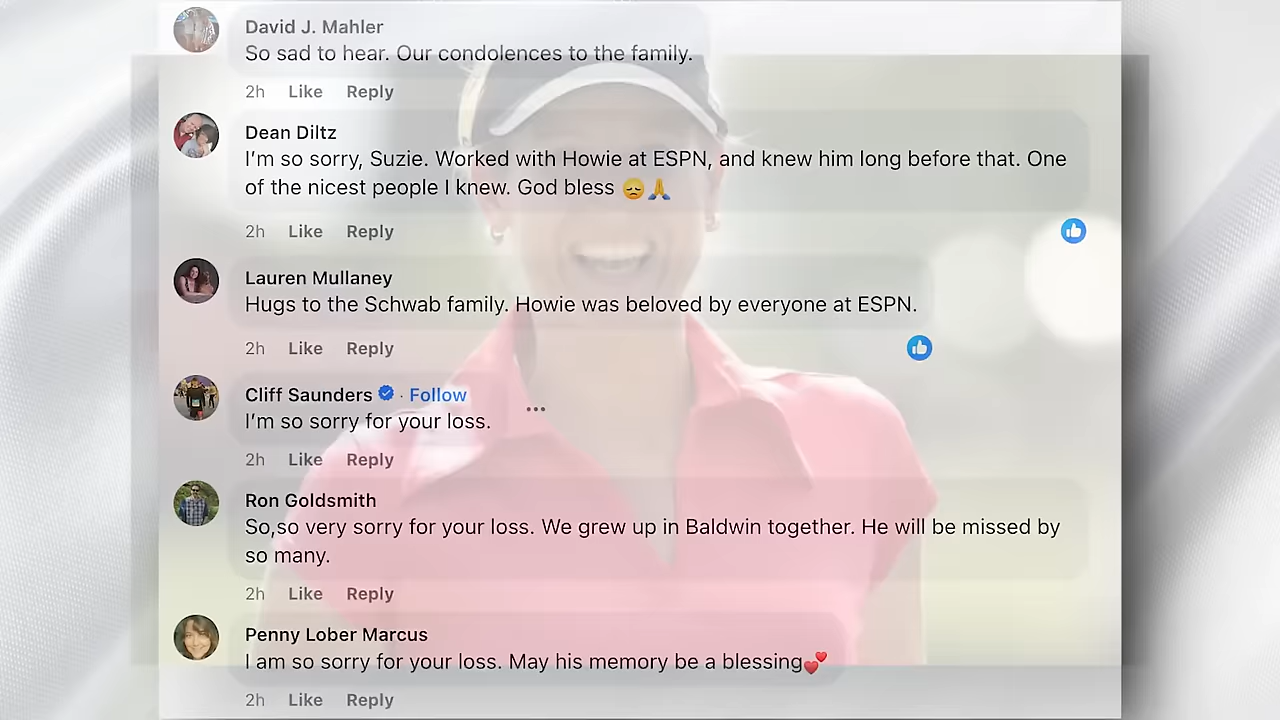 David J. Mahler
So sad to hear. Our condolences to the family.
2h Like Reply
Dean Diltz
I'm so sorry, Suzie. Worked with Howie at ESPN, and knew him long before that. One
of the nicest people I knew. God bless 😞🙏
2h Like Reply
Lauren Mullaney
Hugs to the Schwab family. Howie was beloved by everyone at ESPN.
2h Like Reply
Cliff Saunders · Follow
I'm so sorry for your loss.
2h Like Reply
Ron Goldsmith
So,so very sorry for your loss. We grew up in Baldwin together. He will be missed by
so many.
2h Like Reply
Penny Lober Marcus
I am so sorry for your loss. May his memory be a blessing💕
2h Like Reply